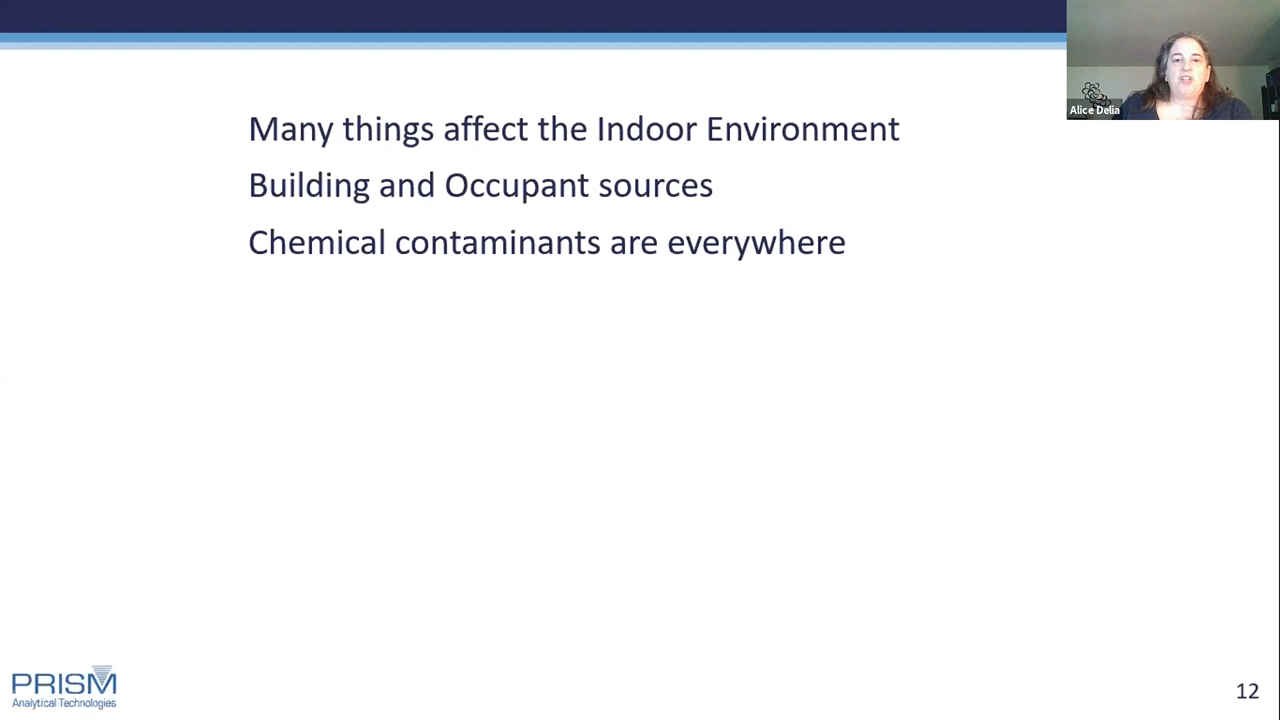 Alice Delia
Many things affect the Indoor Environment
Building and Occupant sources
Chemical contaminants are everywhere
PRISM
Analytical Technologies
12